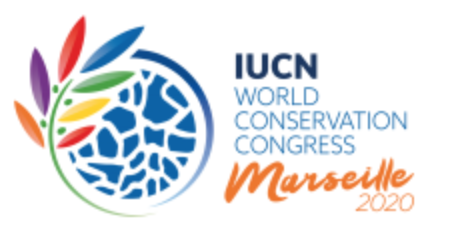 IUCN
WORLD
CONSERVATION
CONGRESS
Marseille
2020